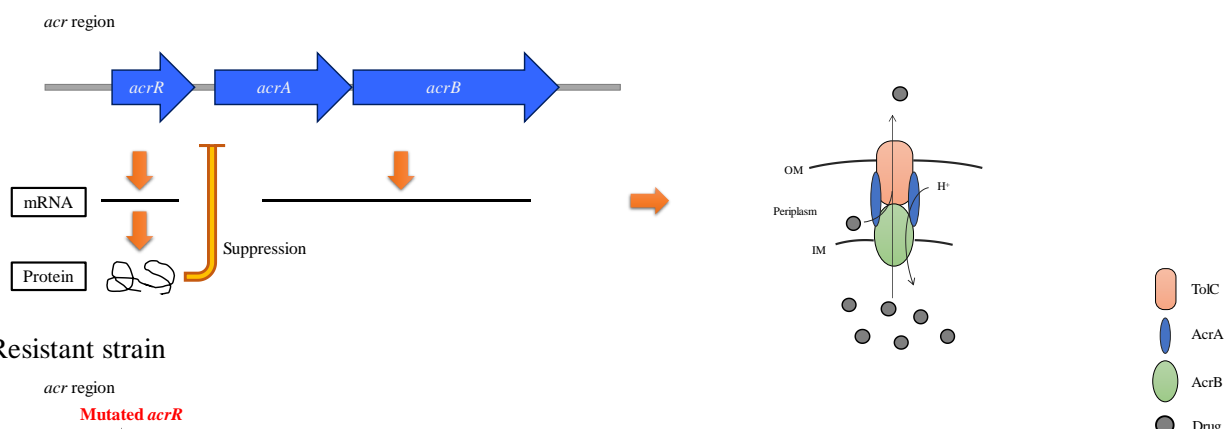 acr region
acrR
acrA
acrB
mRNA
Protein
Suppression
OM
Periplasm
IM
H+
TolC
AcrA
AcrB
Drug
Resistant strain
acr region
Mutated acrR